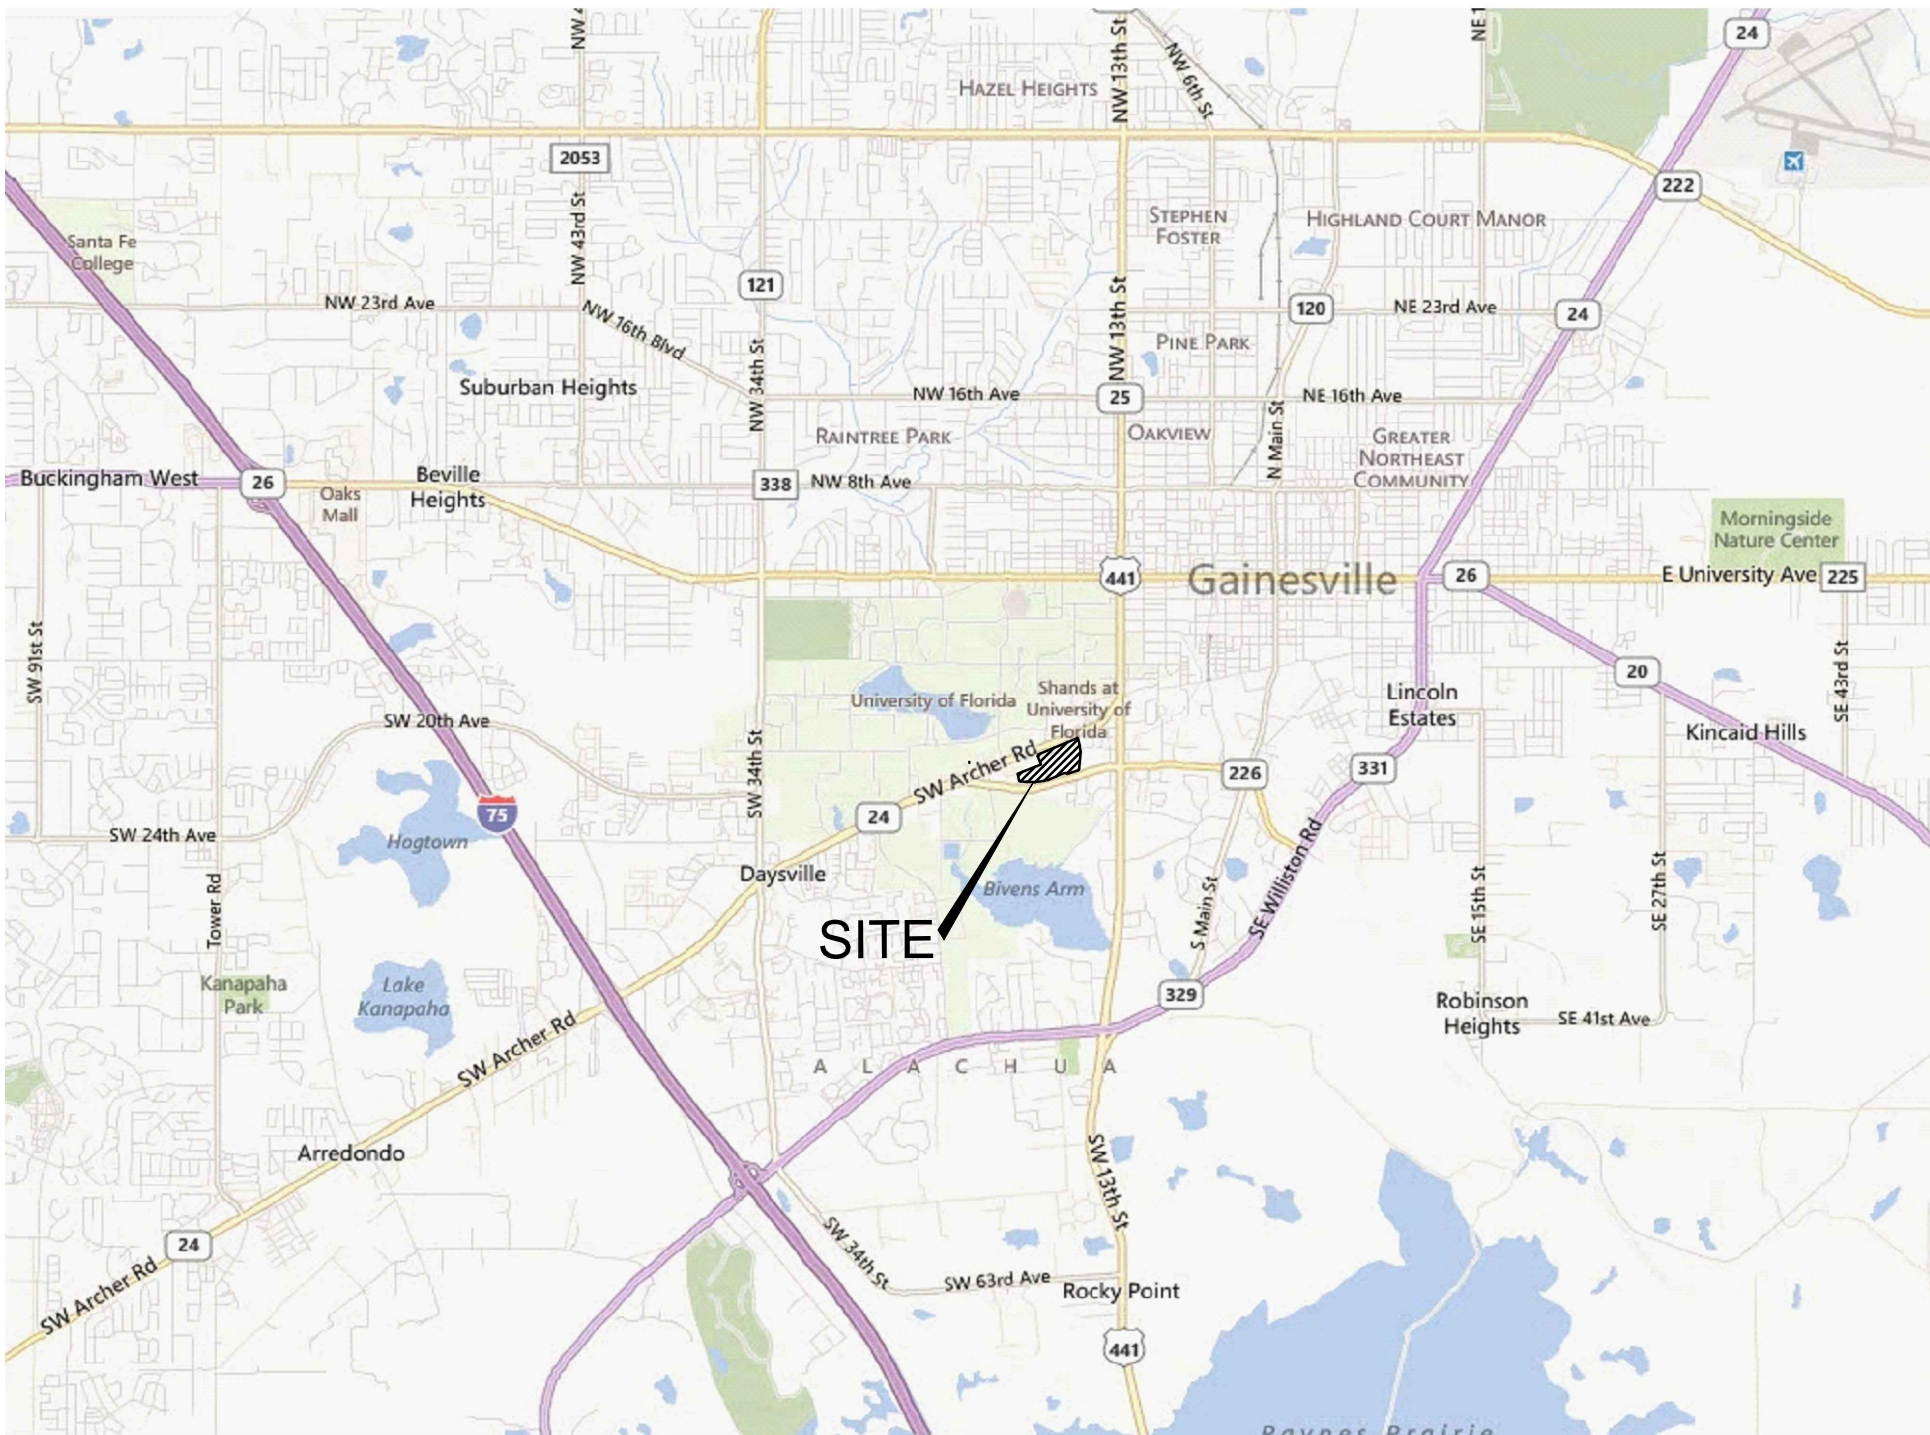 24
HAZEL HEIGHTS
NW 13th St
NW 6th St
2053
222
NW 43rd St
STEPHEN
FOSTER
HIGHLAND COURT MANOR
Santa Fe
College
121
NW 23rd Ave
NW 16th Blvd
NW 13th St
120
NE 23rd Ave
24
PINE PARK
NW 34th St
Suburban Heights
NW 16th Ave
25
NE 16th Ave
RAINTREE PARK
OAKVIEW
N Main St
GREATER
NORTHEAST
COMMUNITY
Buckingham West
26
Oaks
Mall
Beville
Heights
338
NW 8th Ave
Morningside
Nature Center
441
Gainesville
26
E University Ave
225
SW 91st St
SW 20th Ave
University of Florida
Shands at
University of
Florida
Lincoln
Estates
20
SE 43rd St
Kincaid Hills
SW 34th St
SW Archer Rd
226
331
75
24
SW 24th Ave
Hogtown
Daysville
Bivens Arm
SE Williston Rd
Tower Rd
SITE
S Main St
SE 15th St
SE 27th St
Kanapaha
Park
Lake
Kanapaha
329
Robinson
Heights
SE 41st Ave
SW Archer Rd
ALACHUA
Arredondo
SW 13th St
24
SW 34th St
SW 63rd Ave
Rocky Point
SW Archer Rd
441